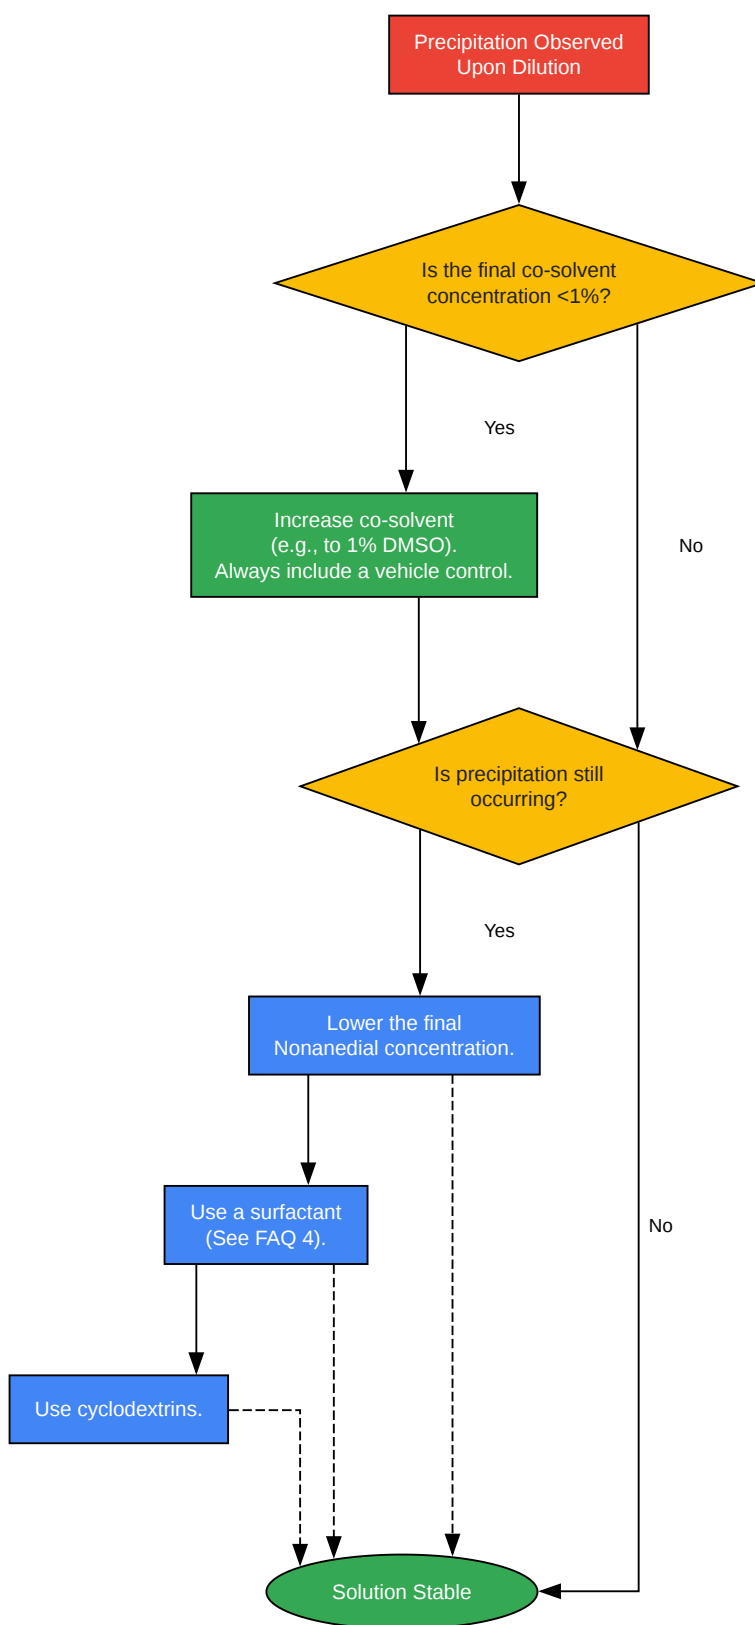 Precipitation Observed
Upon Dilution
Is the final co-solvent
concentration <1%?
Yes
Increase co-solvent
(e.g., to 1% DMSO).
Always include a vehicle control.
No
Is precipitation still
occurring?
Yes
Lower the final
Nonanedial concentration.
Use a surfactant
(See FAQ 4).
No
Use cyclodextrins.
Solution Stable